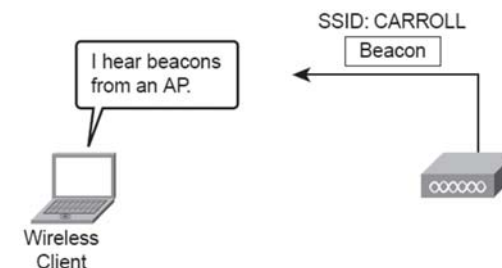 SSID: CARROLL
Beacon
I hear beacons
from an AP.
Wireless
Client